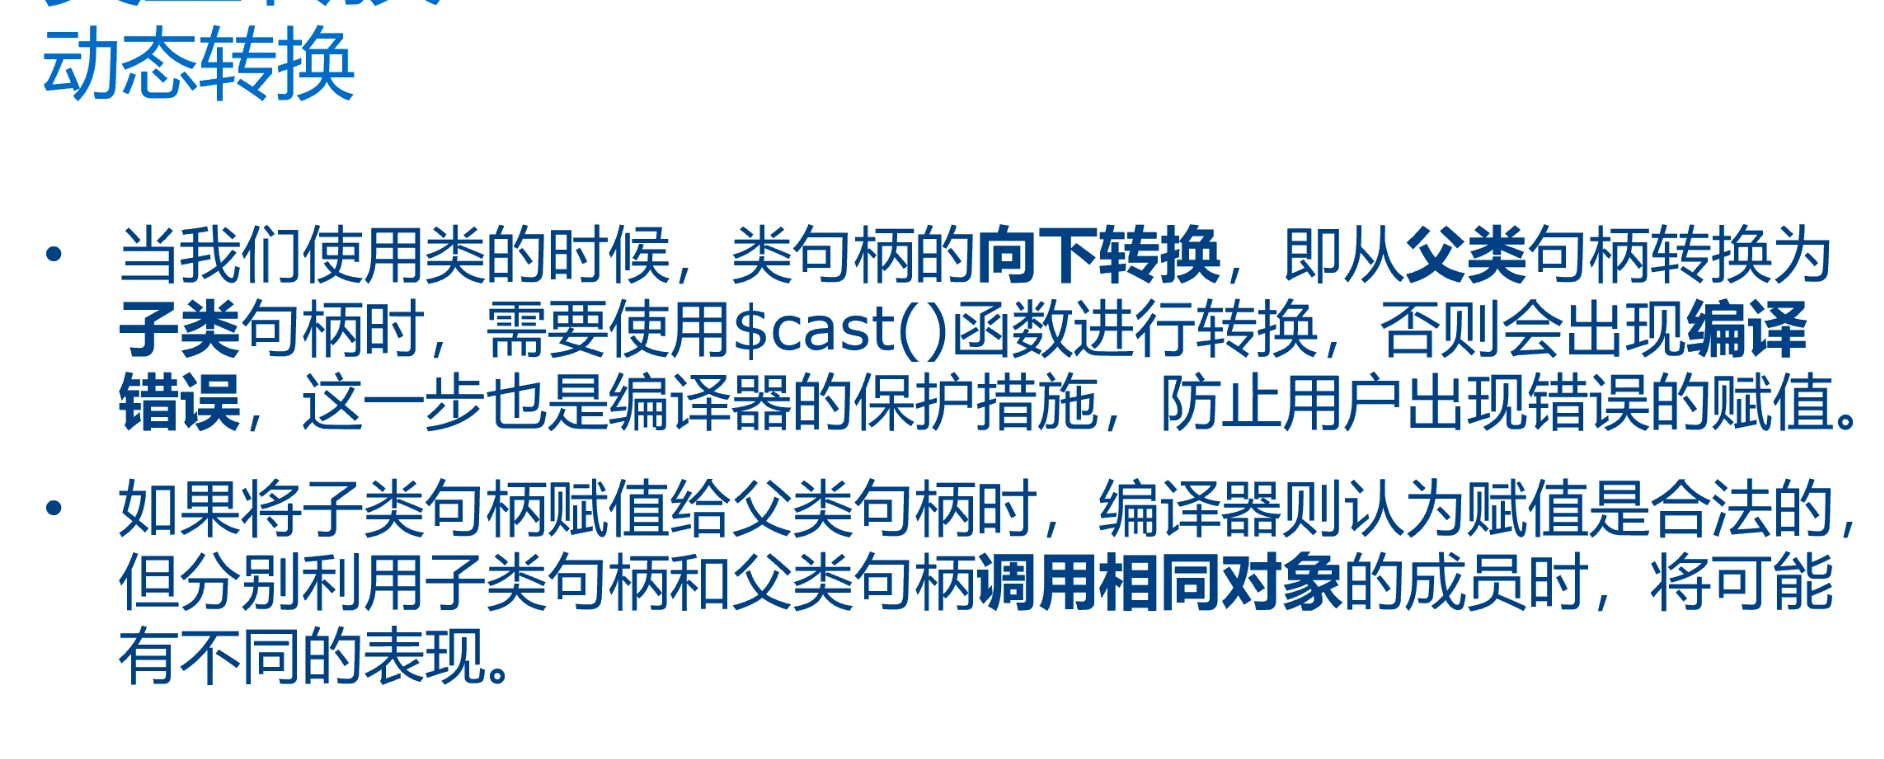 动态转换
• 当我们使用类的时候，类句柄的向下转换，即从父类句柄转换为
子类句柄时，需要使用$cast()函数进行转换，否则会出现编译
错误，这一步也是编译器的保护措施，防止用户出现错误的赋值。
• 如果将子类句柄赋值给父类句柄时，编译器则认为赋值是合法的，
但分别利用子类句柄和父类句柄调用相同对象的成员时，将可能
有不同的表现。